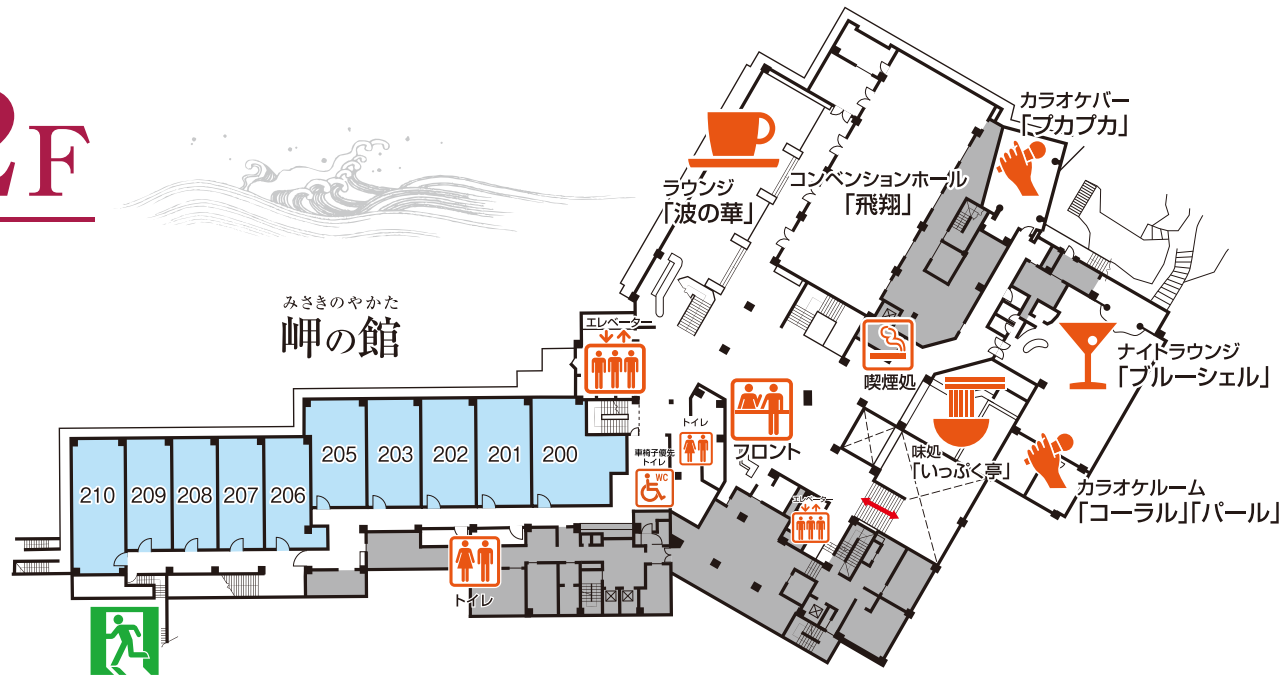 2F
みさきのやかた
岬の館
ラウンジ
「波の華」
コンベンションホール
「飛翔」
カラオケバー
「プカプカ」
エレベーター
喫煙処
ナイトラウンジ
「ブルーシェル」
味処
「いっぷく亭」
カラオケルーム
「コーラル」「パール」
フロント
トイレ
車椅子優先
トイレ
WC
エレベーター
205
203
202
201
200
210
209
208
207
206
トイレ